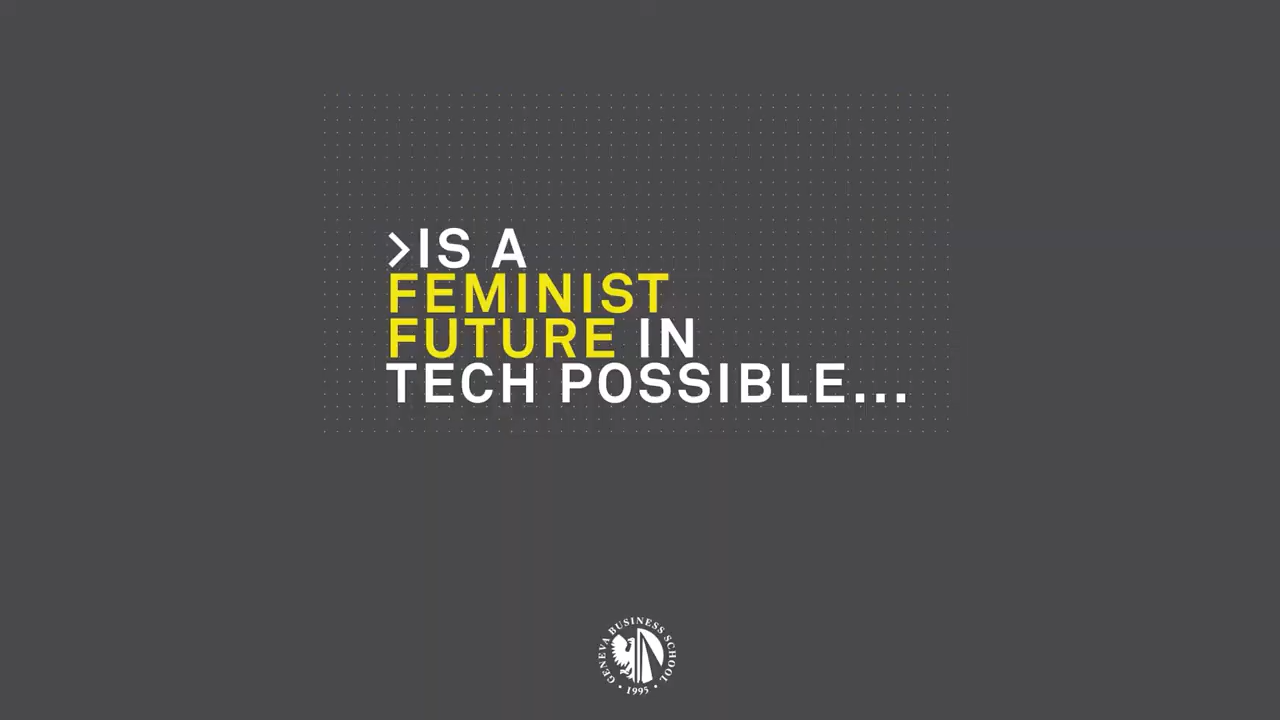 >IS A
FEMINIST
FUTURE IN
TECH POSSIBLE...
GENEVA BUSINESS SCHOOL
• 1995 •